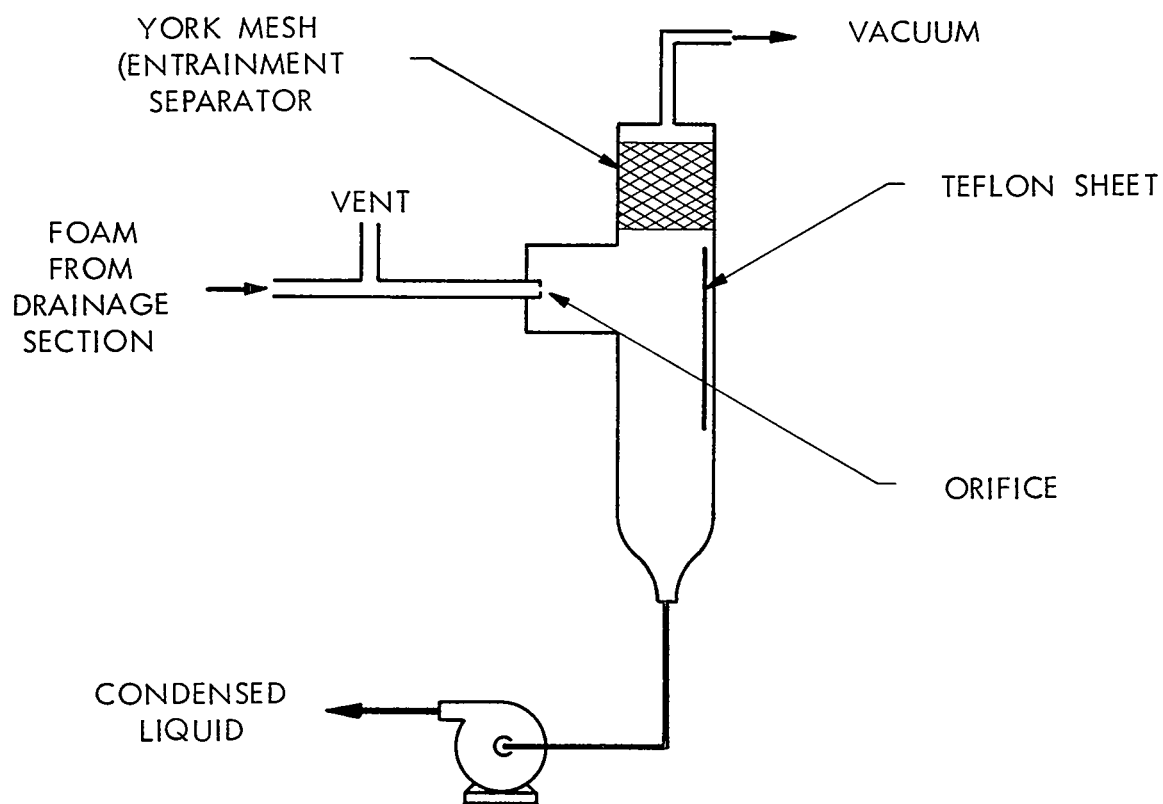 YORK MESH
(ENTRAINMENT
SEPARATOR
VACUUM
TEFLON SHEET
VENT
FOAM
FROM
DRAINAGE
SECTION
ORIFICE
CONDENSED
LIQUID